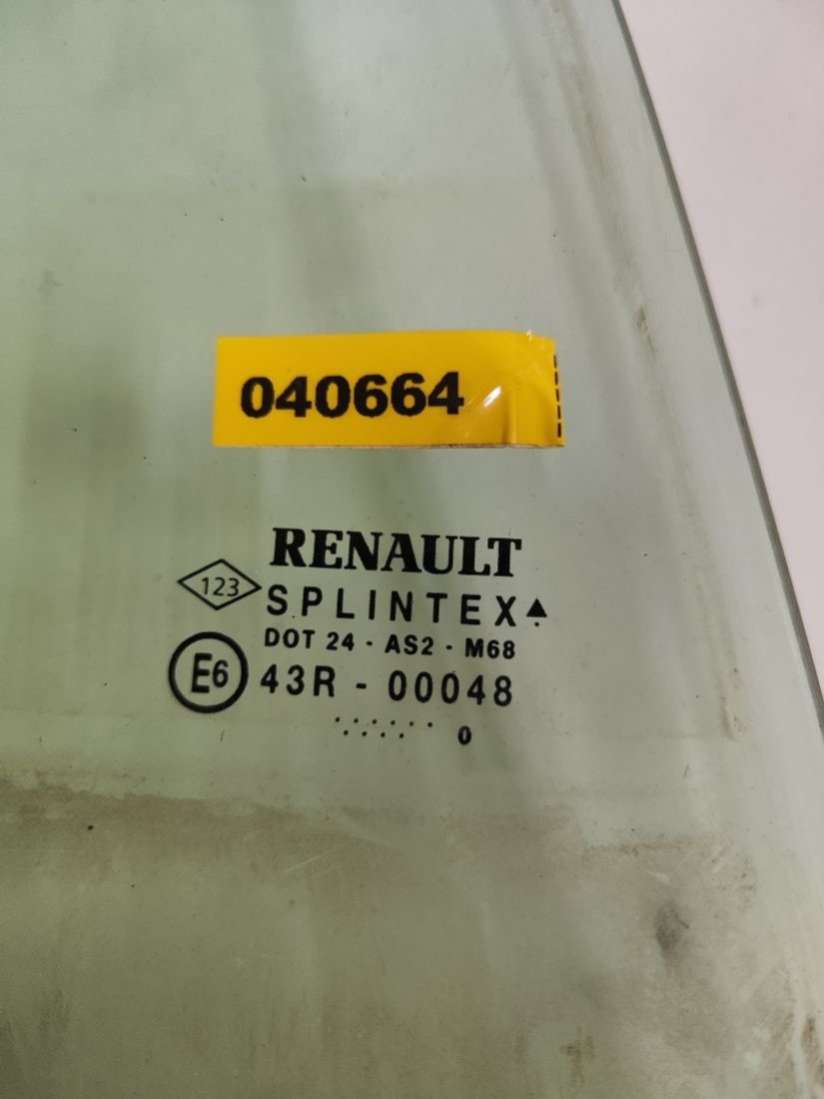 040664
RENAULT
123
SPLINTEX
DOT 24 - AS2 - M68
E6 43R - 00048
0